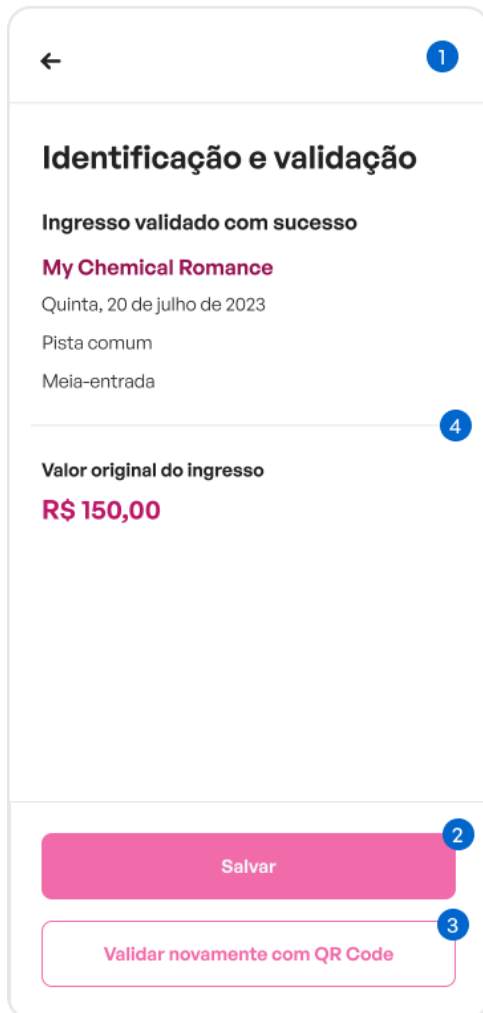 1
Identificação e validação
Ingresso validado com sucesso
My Chemical Romance
Quinta, 20 de julho de 2023
Pista comum
Meia-entrada
4
Valor original do ingresso
R$ 150,00
2
Salvar
3
Validar novamente com QR Code